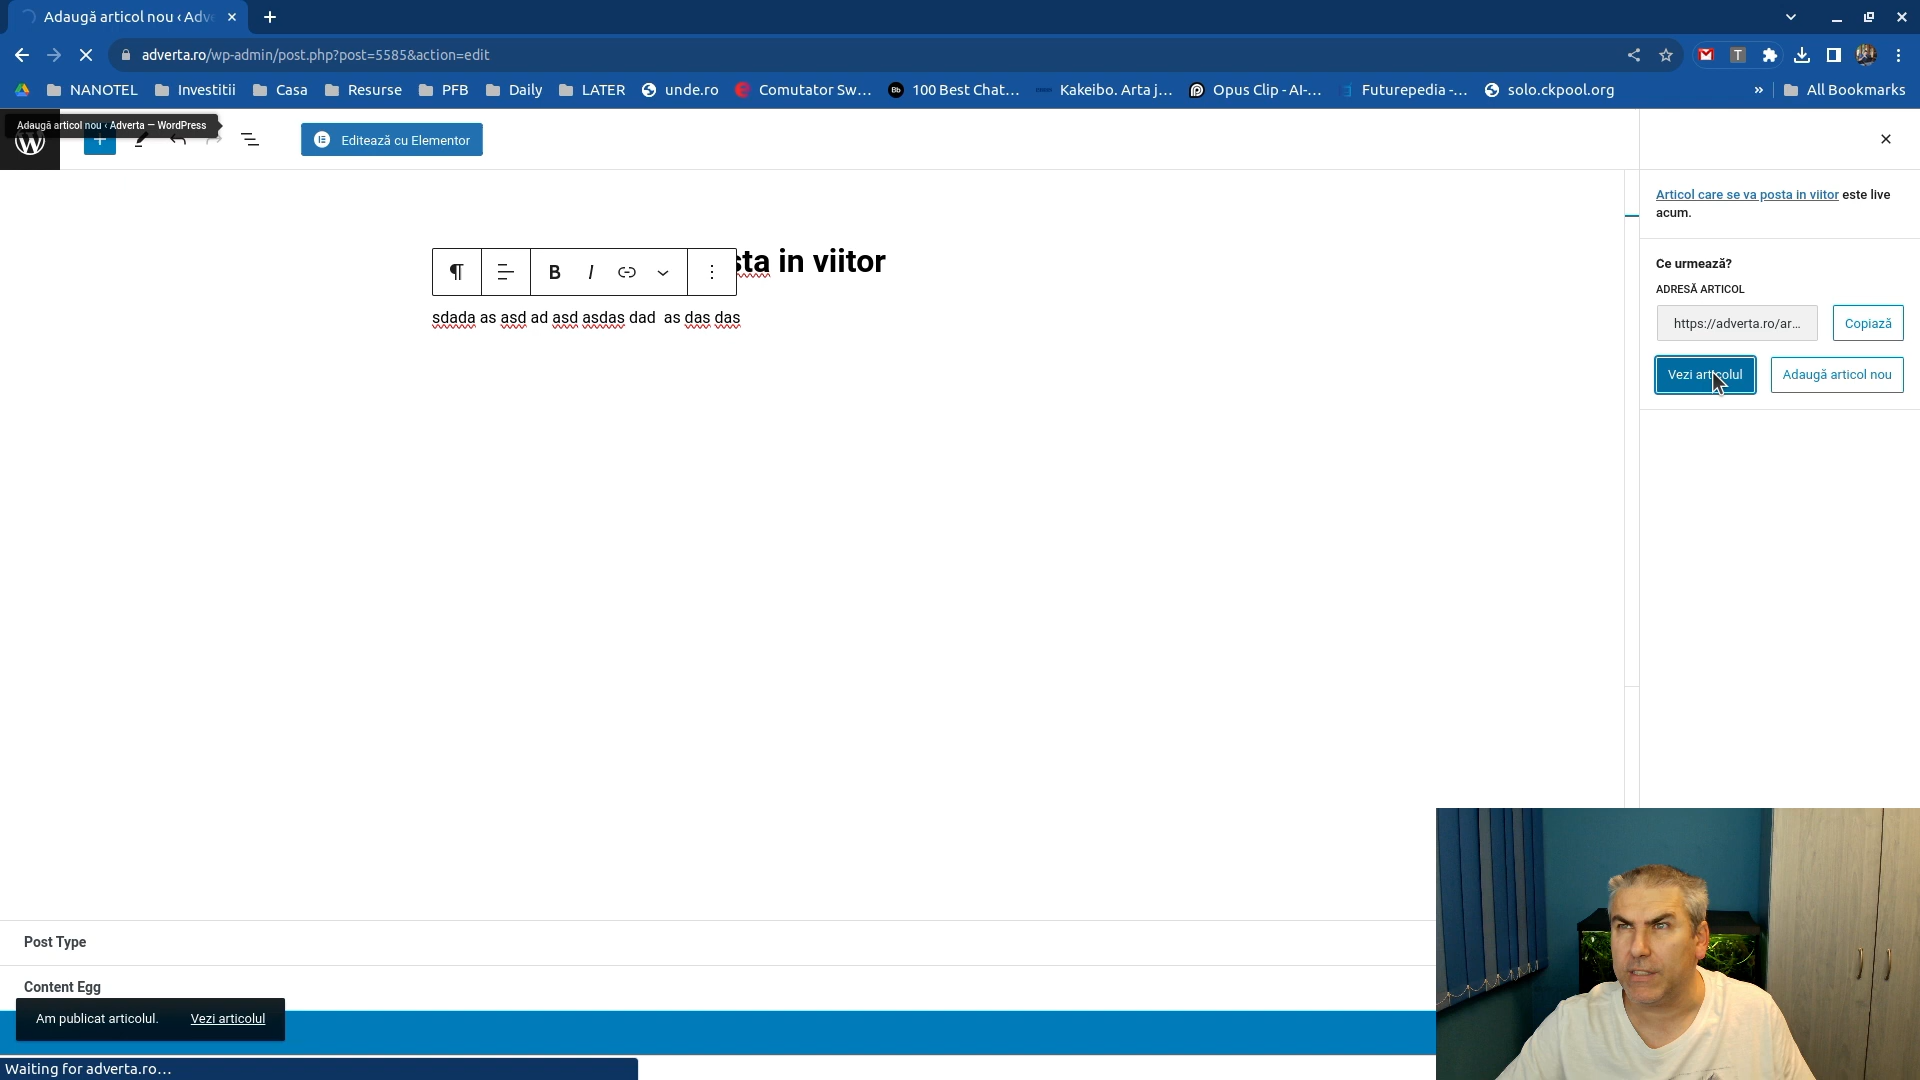 Adaugă articol nou ‹ Adv
adverta.ro/wp-admin/post.php?post=5585&action=edit
NANOTEL
Investitii
Casa
Resurse
PFB
Daily
LATER
unde.ro
Comutator Sw...
100 Best Chat...
Kakeibo. Arta j...
Opus Clip - AI-...
Futurepedia -...
solo.ckpool.org
»
All Bookmarks
Adaugă articol nou ‹ Adverta — WordPress
Editează cu Elementor
Articol care se va posta in viitor este live
acum.
sta in viitor
B I
sdada as asd ad asd asdas dad as das das
Ce urmează?
ADRESĂ ARTICOL
https://adverta.ro/ar...
Copiază
Vezi articolul
Adaugă articol nou
Post Type
Content Egg
Am publicat articolul. Vezi articolul
Waiting for adverta.ro...